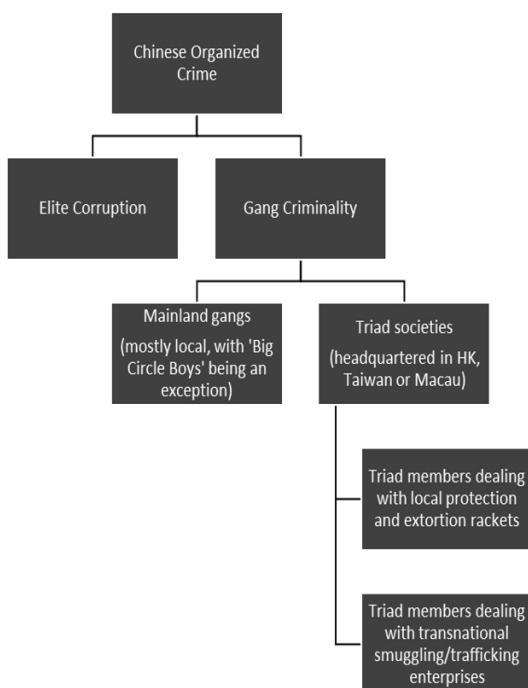 Chinese Organized
Crime
Elite Corruption
Gang Criminality
Mainland gangs
(mostly local, with 'Big
Circle Boys' being an
exception)
Triad societies
(headquartered in HK,
Taiwan or Macau)
Triad members dealing
with local protection
and extortion rackets
Triad members dealing
with transnational
smuggling/trafficking
enterprises